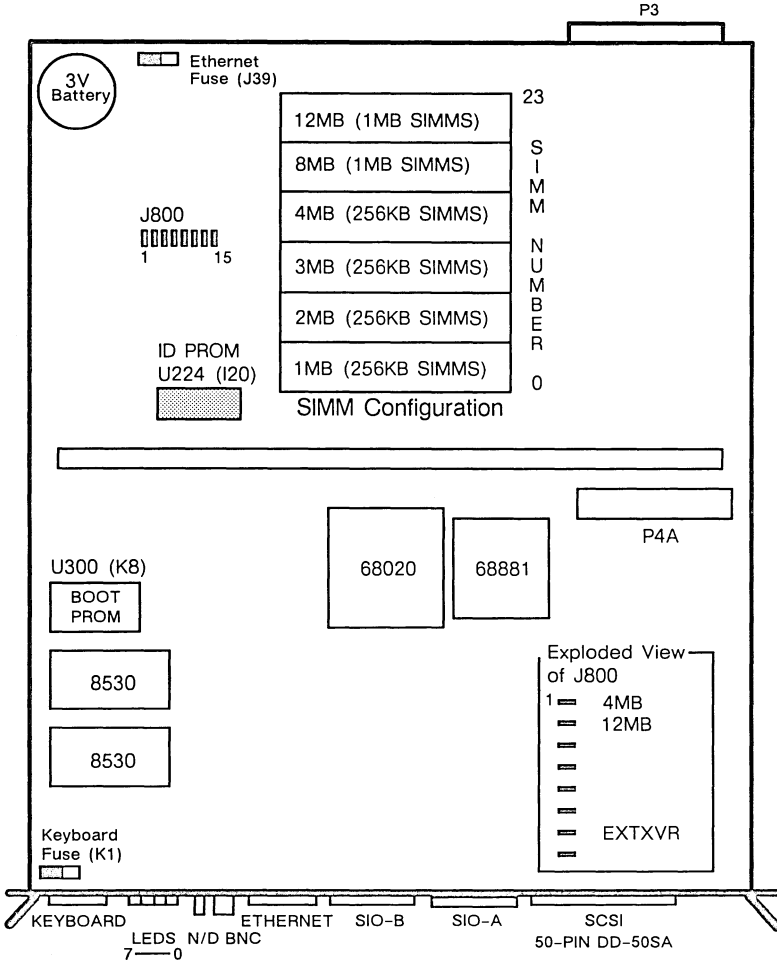 P3
Ethernet
Fuse (J39)
3V
Battery
12MB (1MB SIMMS)
8MB (1MB SIMMS)
4MB (256KB SIMMS)
3MB (256KB SIMMS)
2MB (256KB SIMMS)
1MB (256KB SIMMS)
23
SIMM NUMBER
0
SIMM Configuration
J800
1 15
ID PROM
U224 (I20)
P4A
68020
68881
U300 (K8)
BOOT
PROM
8530
8530
Exploded View
of J800
1 4MB
12MB
EXTXVR
Keyboard
Fuse (K1)
KEYBOARD
LEDS
7 0
N/D BNC
ETHERNET
SIO-B
SIO-A
SCSI
50-PIN DD-50SA